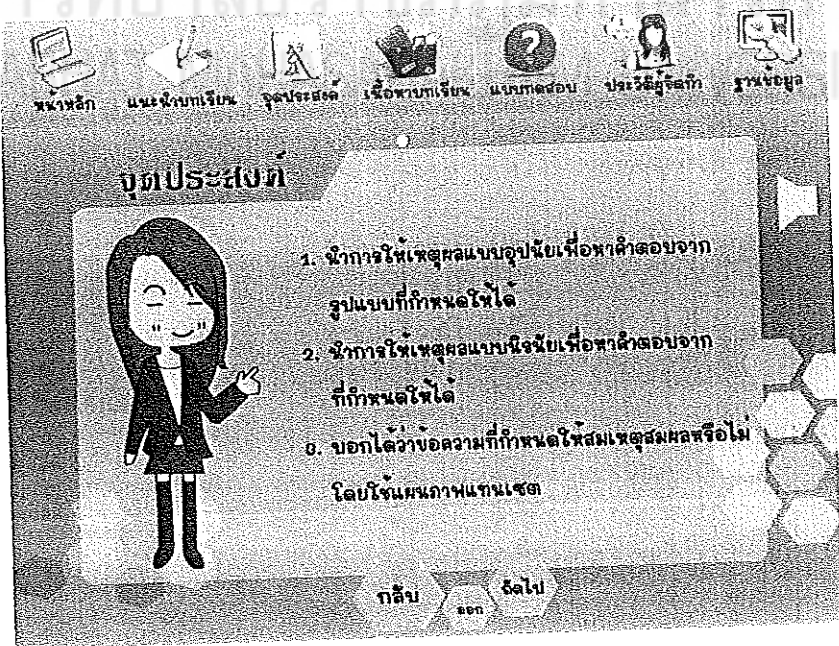 หน้าหลัก
แนะนำบทเรียน
จุดประสงค์
เนื้อหาบทเรียน
แบบทดสอบ
ประวัติผู้จัดทำ
ฐานข้อมูล
จุดประสงค์
1. นำการให้เหตุผลแบบอุปนัยเพื่อหาคำตอบจาก
รูปแบบที่กำหนดให้ได้
2. นำการให้เหตุผลแบบนิรนัยเพื่อหาคำตอบจาก
ที่กำหนดให้ได้
3. บอกได้ว่าข้อความที่กำหนดให้สมเหตุสมผลหรือไม่
โดยใช้แผนภาพแทนเซต
กลับ
ออก
ถัดไป